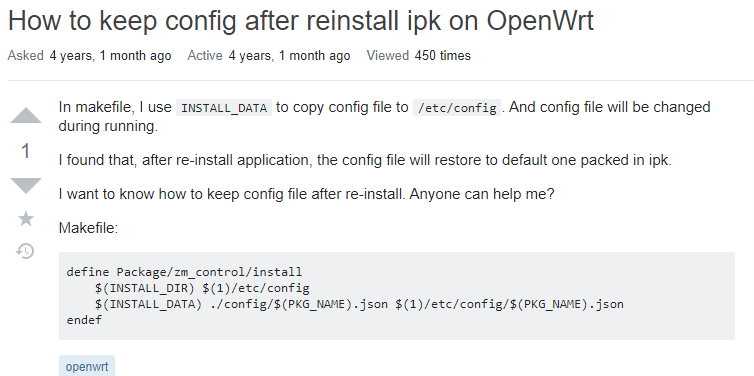 How to keep config after reinstall ipk on OpenWrt
Asked 4 years, 1 month ago Active 4 years, 1 month ago Viewed 450 times
In makefile, I use INSTALL_DATA to copy config file to /etc/config . And config file will be changed
during running.
1
I found that, after re-install application, the config file will restore to default one packed in ipk.
I want to know how to keep config file after re-install. Anyone can help me?
Makefile:
define Package/zm_control/install
    $(INSTALL_DIR) $(1)/etc/config
    $(INSTALL_DATA) ./config/$(PKG_NAME).json $(1)/etc/config/$(PKG_NAME).json
endef
openwrt